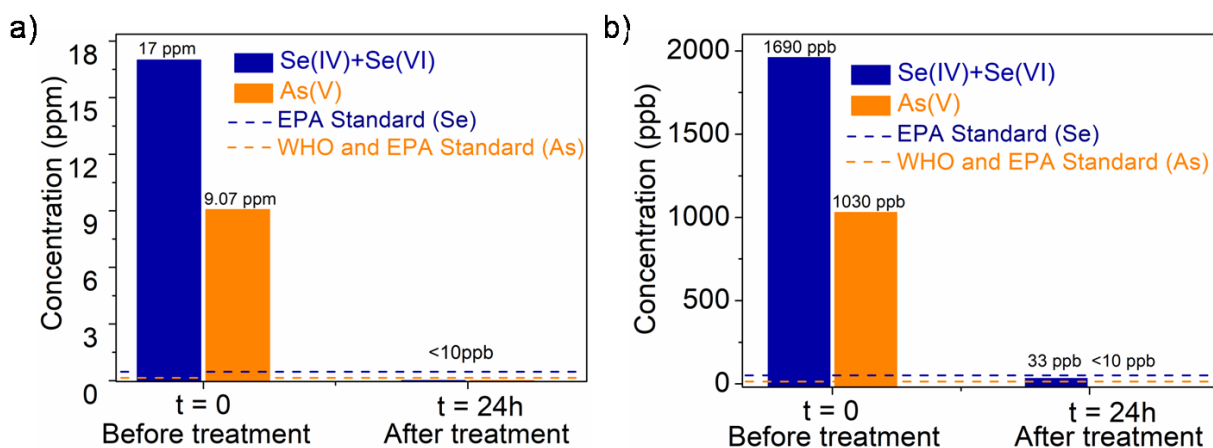 a)
Concentration (ppm)
18
15
12
9
6
3
0
17 ppm
9.07 ppm
<10ppb
Se(IV)+Se(VI)
As(V)
EPA Standard (Se)
WHO and EPA Standard (As)
t = 0
Before treatment
t = 24h
After treatment
b)
Concentration (ppb)
2000
1500
1000
500
0
1690 ppb
1030 ppb
33 ppb
<10 ppb
Se(IV)+Se(VI)
As(V)
EPA Standard (Se)
WHO and EPA Standard (As)
t = 0
Before treatment
t = 24h
After treatment